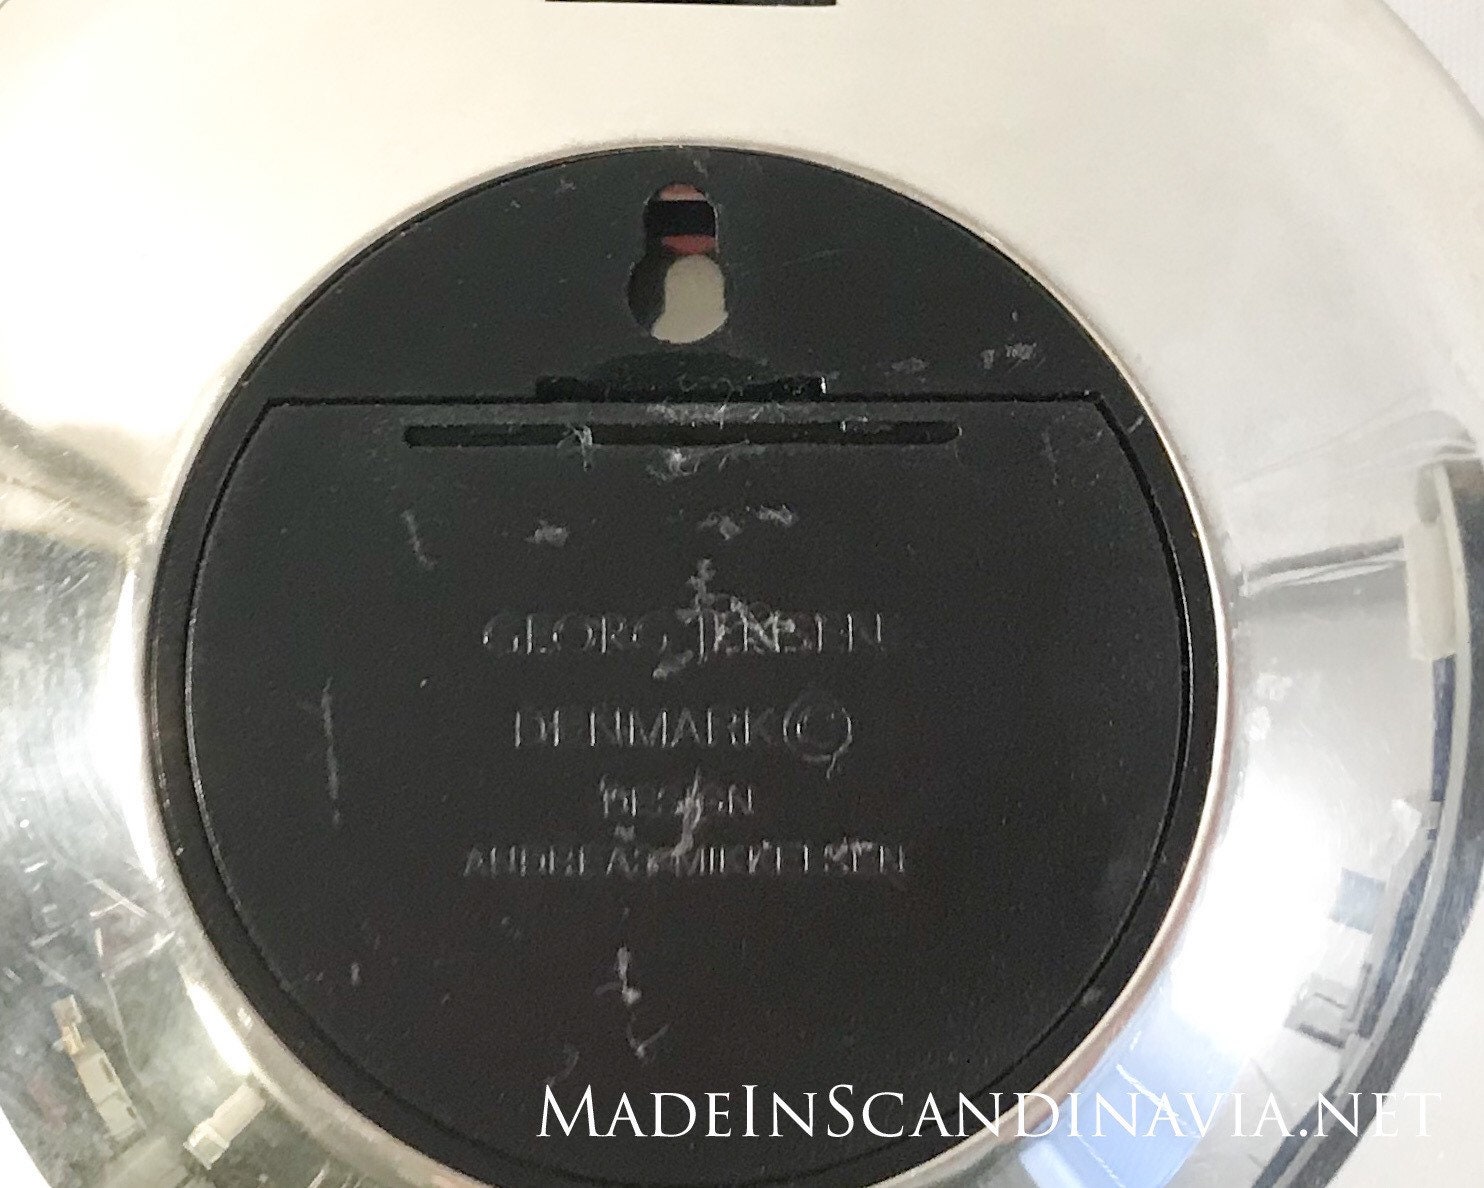 GEORG JENSEN
DENMARK ©
DESIGN
ANDREAS MIKKELSEN
MADEINSCANDINAVIA.NET